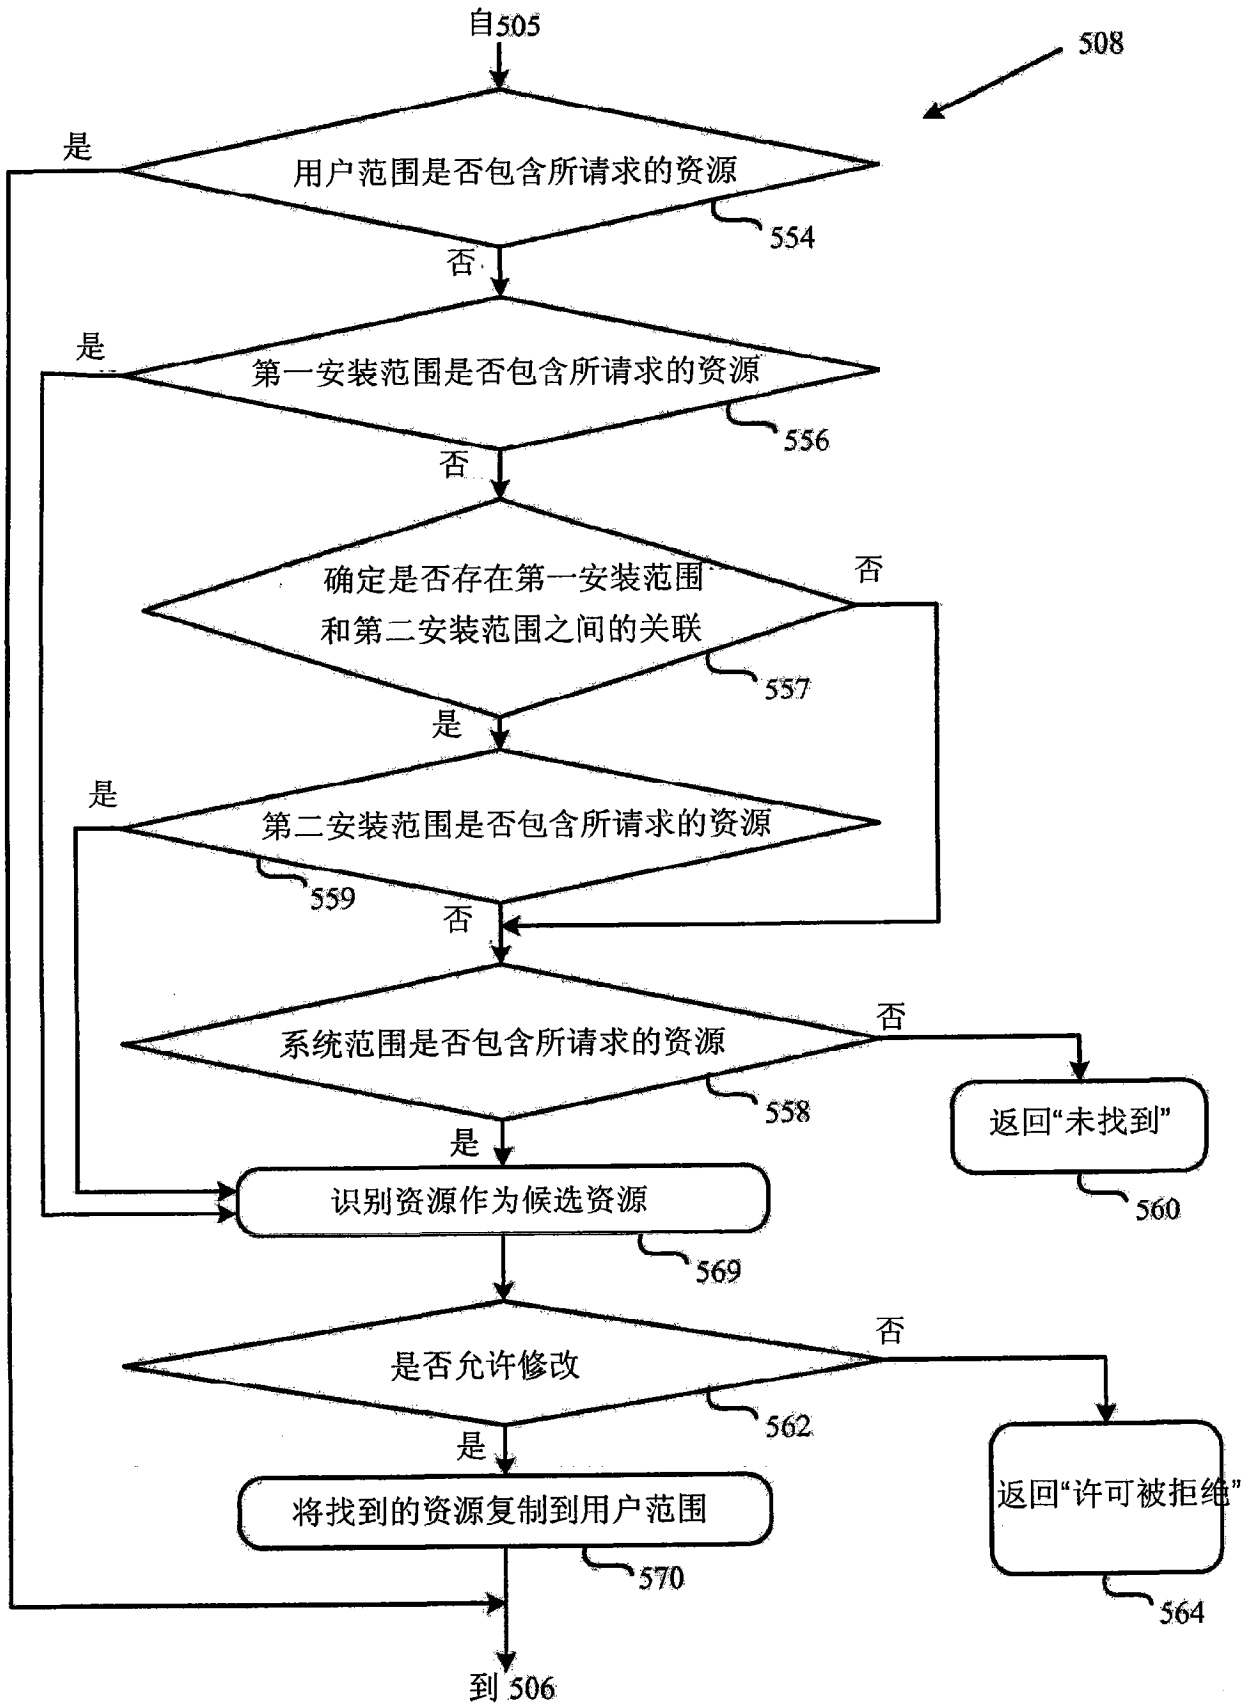 自505
508
是
用户范围是否包含所请求的资源
554
否
是
第一安装范围是否包含所请求的资源
556
否
确定是否存在第一安装范围
和第二安装范围之间的关联
否
557
是
是
第二安装范围是否包含所请求的资源
559
否
系统范围是否包含所请求的资源
否
558
返回“未找到”
是
560
识别资源作为候选资源
569
否
是否允许修改
562
是
返回“许可被拒绝”
将找到的资源复制到用户范围
570
564
到506